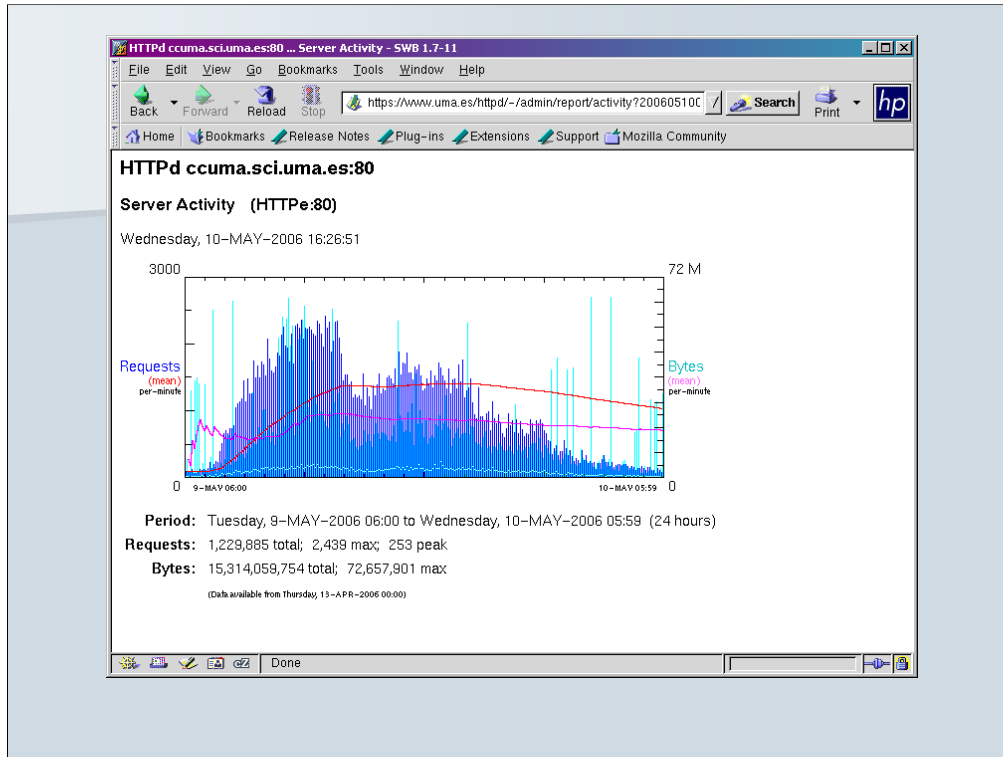 HTTPd ccuma.sci.uma.es:80 ... Server Activity - SWB 1.7-11
File Edit View Go Bookmarks Tools Window Help
Back Forward Reload Stop https://www.uma.es/httpd/-/admin/report/activity?20060510C Search Print hp
Home Bookmarks Release Notes Plug-ins Extensions Support Mozilla Community
HTTPd ccuma.sci.uma.es:80
Server Activity (HTTPe:80)
Wednesday, 10-MAY-2006 16:26:51
3000 72 M
Requests Bytes
(mean) (mean)
per-minute per-minute
0 9-MAY 06:00 10-MAY 05:59 0
Period: Tuesday, 9-MAY-2006 06:00 to Wednesday, 10-MAY-2006 05:59 (24 hours)
Requests: 1,229,885 total; 2,439 max; 253 peak
Bytes: 15,314,059,754 total; 72,657,901 max
(Data available from Thursday, 13-APR-2006 00:00)
Done